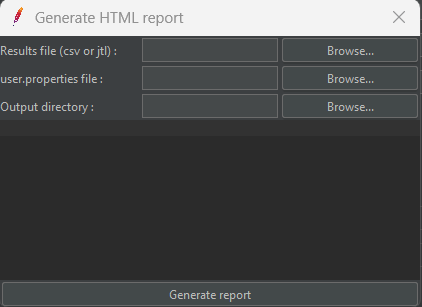 Generate HTML report
Results file (csv or jtl) : Browse...
user.properties file : Browse...
Output directory : Browse...
Generate report